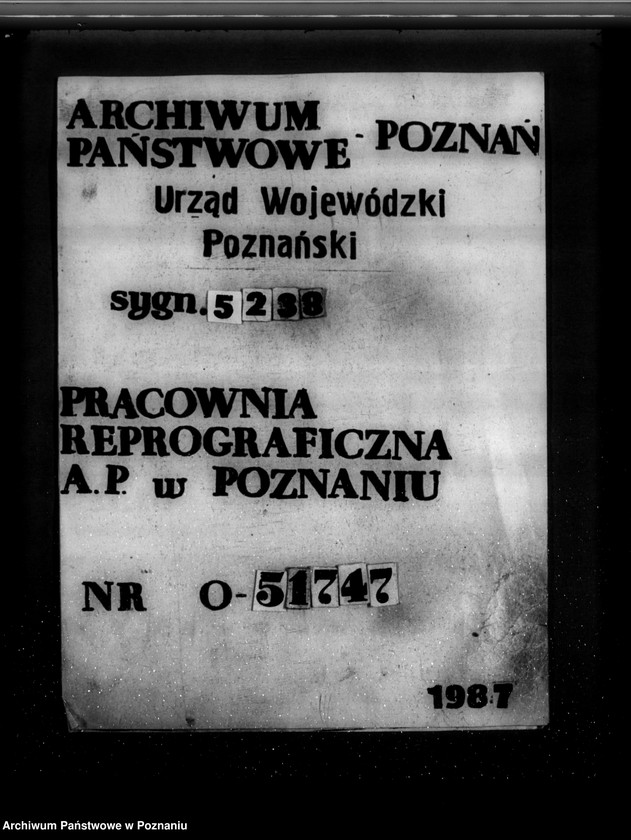 ARCHIWUM
PAŃSTWOWE - POZNAŃ
Urząd Wojewódzki
Poznański
sygn. 5238
PRACOWNIA
REPROGRAFICZNA
A.P. w POZNANIU
NR O-51747
1987
Archiwum Państwowe w Poznaniu